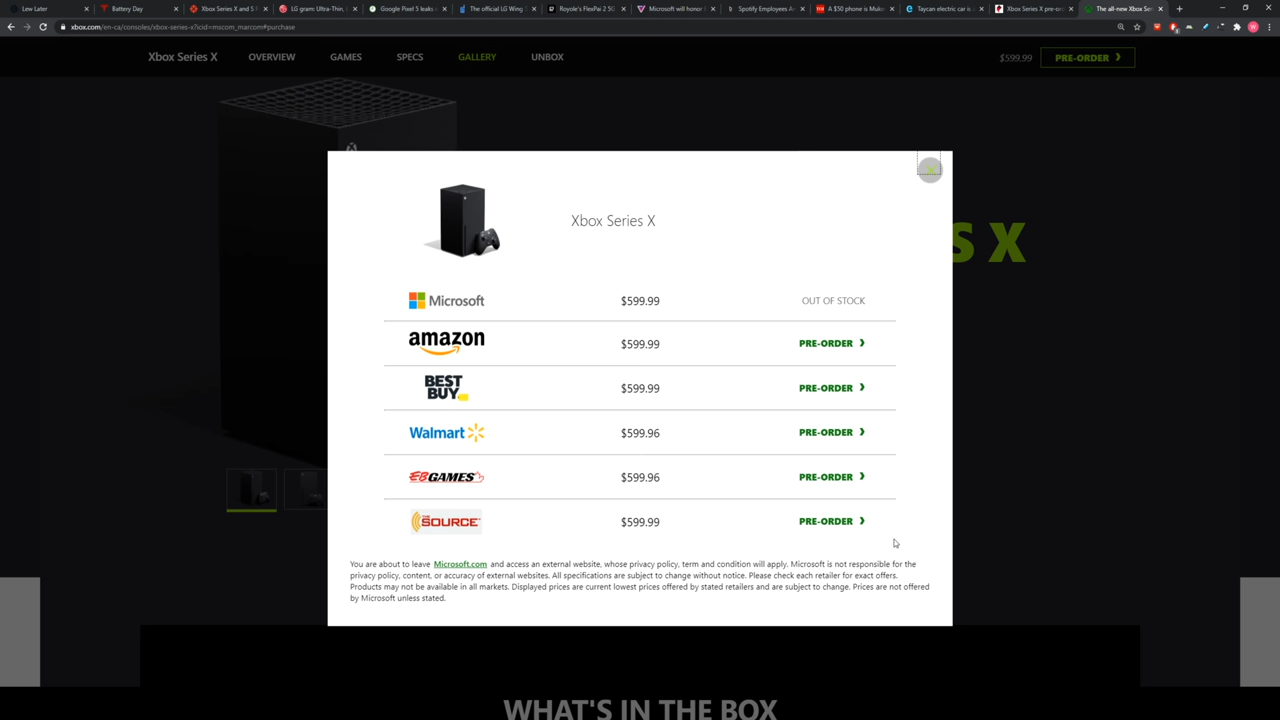 Lew Later
Battery Day
Xbox Series X and S
LG gram: Ultra-Thin,
Google Pixel 5 leaks
The official LG Wing
Royole's FlexPai 2 5G
Microsoft will honor
Spotify Employees A
A $50 phone is Muke
Taycan electric car is
Xbox Series X pre-or
The all-new Xbox Seri
xbox.com/en-ca/consoles/xbox-series-x?icid=mscom_marcom#purchase
Xbox Series X OVERVIEW GAMES SPECS GALLERY UNBOX $599.99 PRE-ORDER
S X
Xbox Series X
Microsoft $599.99 OUT OF STOCK
amazon $599.99 PRE-ORDER
BEST BUY $599.99 PRE-ORDER
Walmart $599.96 PRE-ORDER
EB GAMES $599.96 PRE-ORDER
THE SOURCE $599.99 PRE-ORDER
You are about to leave Microsoft.com and access an external website, whose privacy policy, term and condition will apply. Microsoft is not responsible for the
privacy policy, content, or accuracy of external websites. All specifications are subject to change without notice. Please check each retailer for exact offers.
Products may not be available in all markets. Displayed prices are current lowest prices offered by stated retailers and are subject to change. Prices are not offered
by Microsoft unless stated.
WHAT'S IN THE BOX